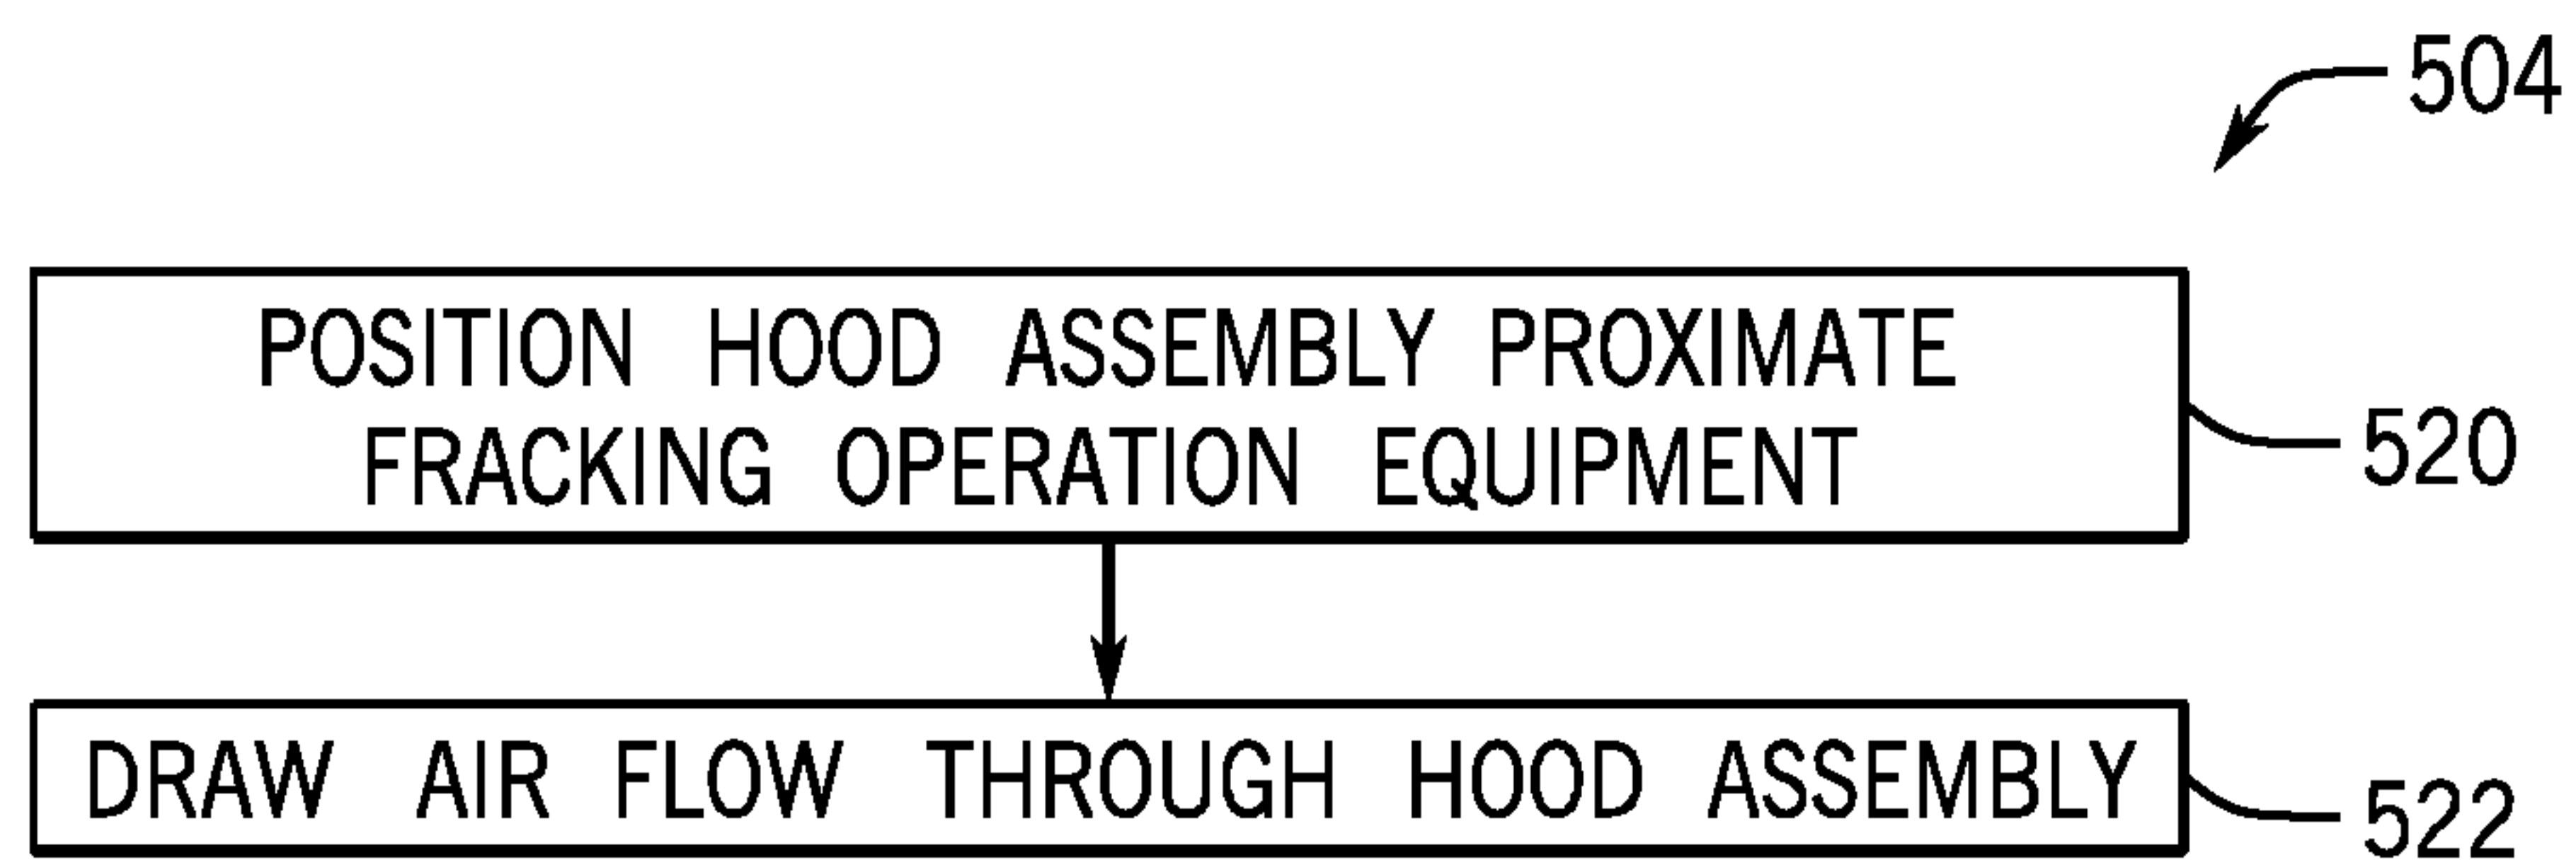 504
POSITION HOOD ASSEMBLY PROXIMATE
FRACKING OPERATION EQUIPMENT
520
DRAW AIR FLOW THROUGH HOOD ASSEMBLY
522